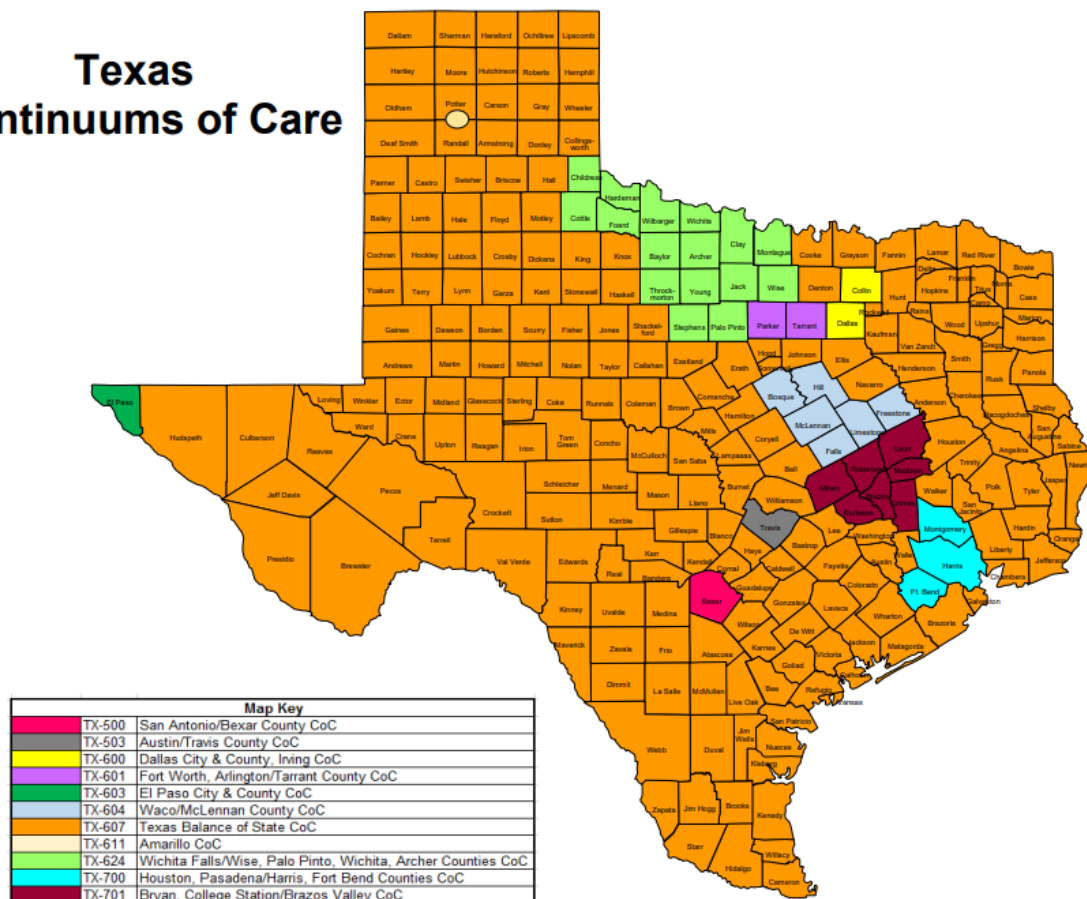 Texas
ntinuums of Care
Dallam Sherman Hansford Ochiltree Lipscomb
Hartley Moore Hutchinson Roberts Hemphill
Oldham Potter Carson Gray Wheeler
Deaf Smith Randall Armstrong Donley Collings-
worth
Parmer Castro Swisher Briscoe Hall Childress
Hardeman
Bailey Lamb Hale Floyd Motley Cottle Foard Wilbarger Wichita
Clay Montague
Cochran Hockley Lubbock Crosby Dickens King Knox Baylor Archer Cooke Grayson Fannin Lamar Red River Bowie
Delta Franklin Titus Morris
Yoakum Terry Lynn Garza Kent Stonewall Haskell Throck-
morton Young Jack Wise Denton Collin Hunt Hopkins Camp Cass
Rockwall Rains Marion
Gaines Dawson Borden Scurry Fisher Jones Shackel-
ford Stephens Palo Pinto Parker Tarrant Dallas Kaufman Wood Upshur Harrison
Van Zandt Gregg
Andrews Martin Howard Mitchell Nolan Taylor Callahan Eastland Erath Hood Somervell Johnson Ellis Henderson Smith Rusk Panola
El Paso Loving Winkler Ector Midland Glasscock Sterling Coke Runnels Coleman Brown Comanche Hamilton Bosque Hill Navarro Freestone Anderson Cherokee Nacogdoches Shelby
San
Augustine Sabine
Hudspeth Culberson Reeves Ward Crane Upton Reagan Irion Tom
Green Concho McCulloch San Saba Mills Lampasas Coryell McLennan Limestone Falls Leon Houston Angelina
Bell Robertson Madison Trinity Polk Tyler Jasper Newt
Jeff Davis Pecos Crockett Schleicher Menard Mason Llano Burnet Williamson Milam Brazos Grimes Walker San
Jacinto
Burleson Hardin Orange
Presidio Brewster Terrell Sutton Kimble Gillespie Blanco Travis Lee Washington Montgomery Liberty Jefferson
Val Verde Edwards Kerr Kendall Hays Bastrop Austin Waller Harris Chambers
Real Bandera Comal Caldwell Fayette Ft. Bend Galveston
Kinney Uvalde Medina Bexar Guadalupe Gonzales Colorado Lavaca Wharton Brazoria
Wilson De Witt Jackson Matagorda
Maverick Zavala Frio Atascosa Karnes Goliad Victoria Calhoun
Dimmit La Salle McMullen Live Oak Bee Refugio Aransas
San Patricio
Webb Duval Jim
Wells Nueces
Kleberg
Zapata Jim Hogg Brooks Kenedy
Starr Hidalgo Willacy
Cameron
Map Key
TX-500 San Antonio/Bexar County CoC
TX-503 Austin/Travis County CoC
TX-600 Dallas City & County, Irving CoC
TX-601 Fort Worth, Arlington/Tarrant County CoC
TX-603 El Paso City & County CoC
TX-604 Waco/McLennan County CoC
TX-607 Texas Balance of State CoC
TX-611 Amarillo CoC
TX-624 Wichita Falls/Wise, Palo Pinto, Wichita, Archer Counties CoC
TX-700 Houston, Pasadena/Harris, Fort Bend Counties CoC
TX-701 Bryan, College Station/Brazos Valley CoC